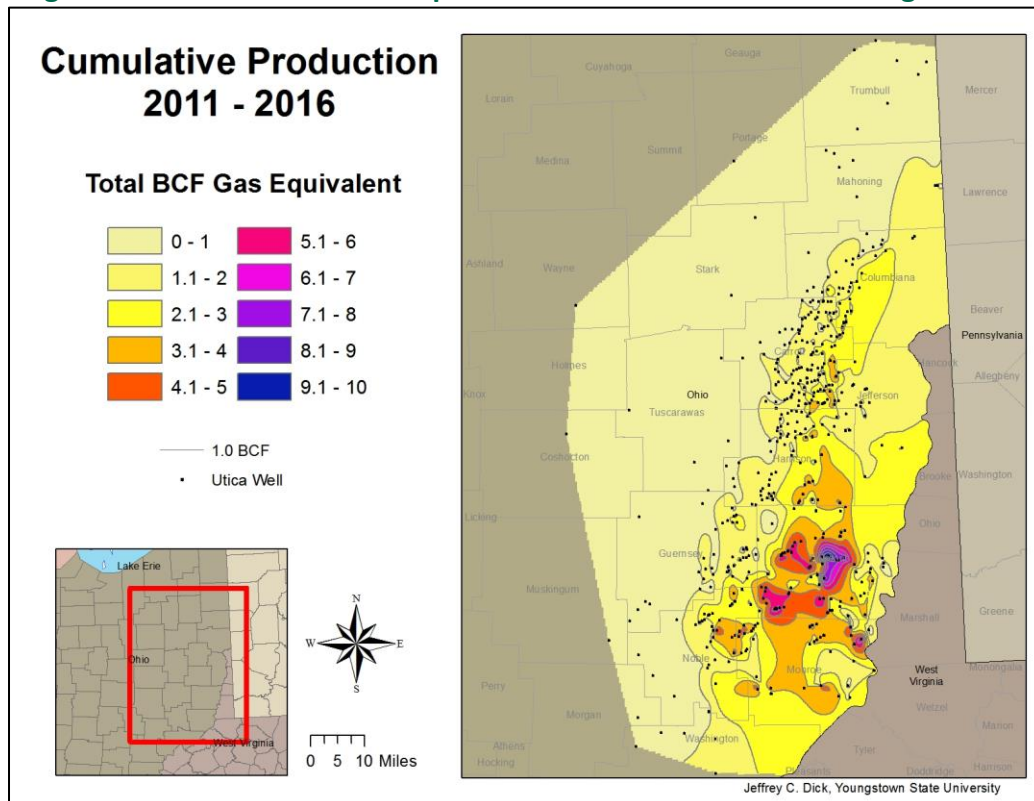 Cumulative Production
2011 - 2016
Total BCF Gas Equivalent
0 - 1
1.1 - 2
2.1 - 3
3.1 - 4
4.1 - 5
5.1 - 6
6.1 - 7
7.1 - 8
8.1 - 9
9.1 - 10
1.0 BCF
Utica Well
Lake Erie
Ohio
West Virginia
N
W
E
S
0 5 10 Miles
Geauga
Cuyahoga
Lorain
Trumbull
Mercer
Portage
Summit
Medina
Mahoning
Lawrence
Ashland
Wayne
Stark
Columbiana
Beaver
Pennsylvania
Hancock
Allegheny
Carroll
Holmes
Knox
Ohio
Tuscarawas
Jefferson
Coshocton
Harrison
Brooke
Washington
Licking
Ohio
Guernsey
Muskingum
Marshall
Greene
Noble
Monroe
West
Virginia
Monongalia
Perry
Wetzel
Morgan
Marion
Washington
Athens
Tyler
Hocking
Pleasants
Doddridge
Harrison
Jeffrey C. Dick, Youngstown State University